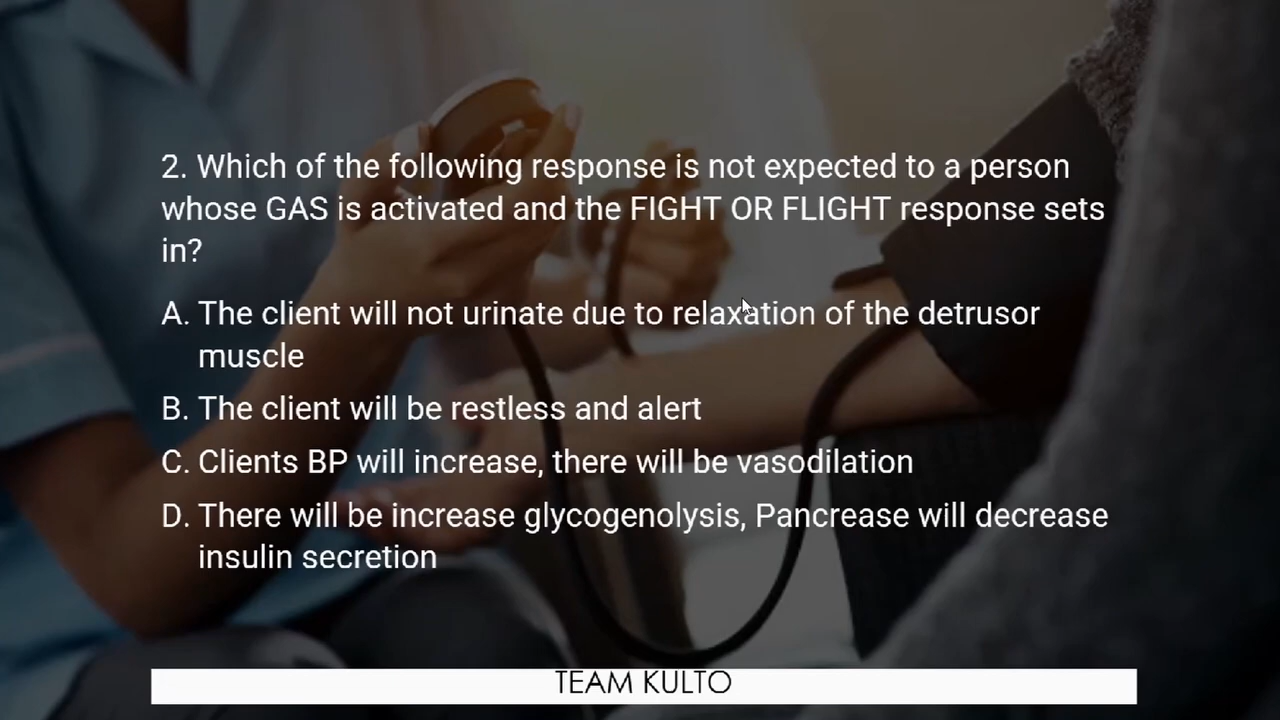 2. Which of the following response is not expected to a person
whose GAS is activated and the FIGHT OR FLIGHT response sets
in?
A. The client will not urinate due to relaxation of the detrusor
muscle
B. The client will be restless and alert
C. Clients BP will increase, there will be vasodilation
D. There will be increase glycogenolysis, Pancrease will decrease
insulin secretion
TEAM KULTO